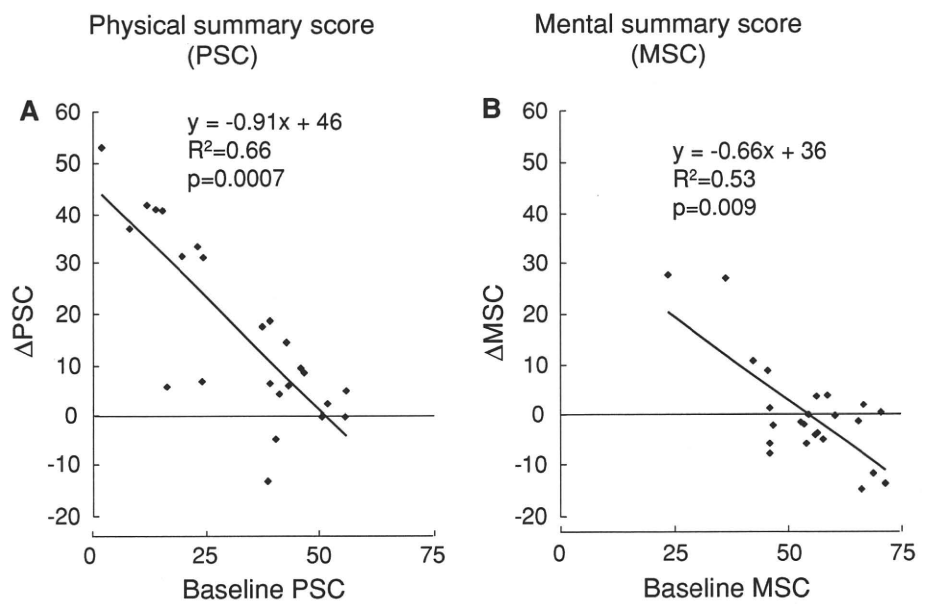 Physical summary score
(PSC)
Mental summary score
(MSC)
A
60
50
40
30
20
10
0
-10
-20
ΔPSC
y = -0.91x + 46
R²=0.66
p=0.0007
0
25
50
75
Baseline PSC
B
60
50
40
30
20
10
0
-10
-20
ΔMSC
y = -0.66x + 36
R²=0.53
p=0.009
0
25
50
75
Baseline MSC